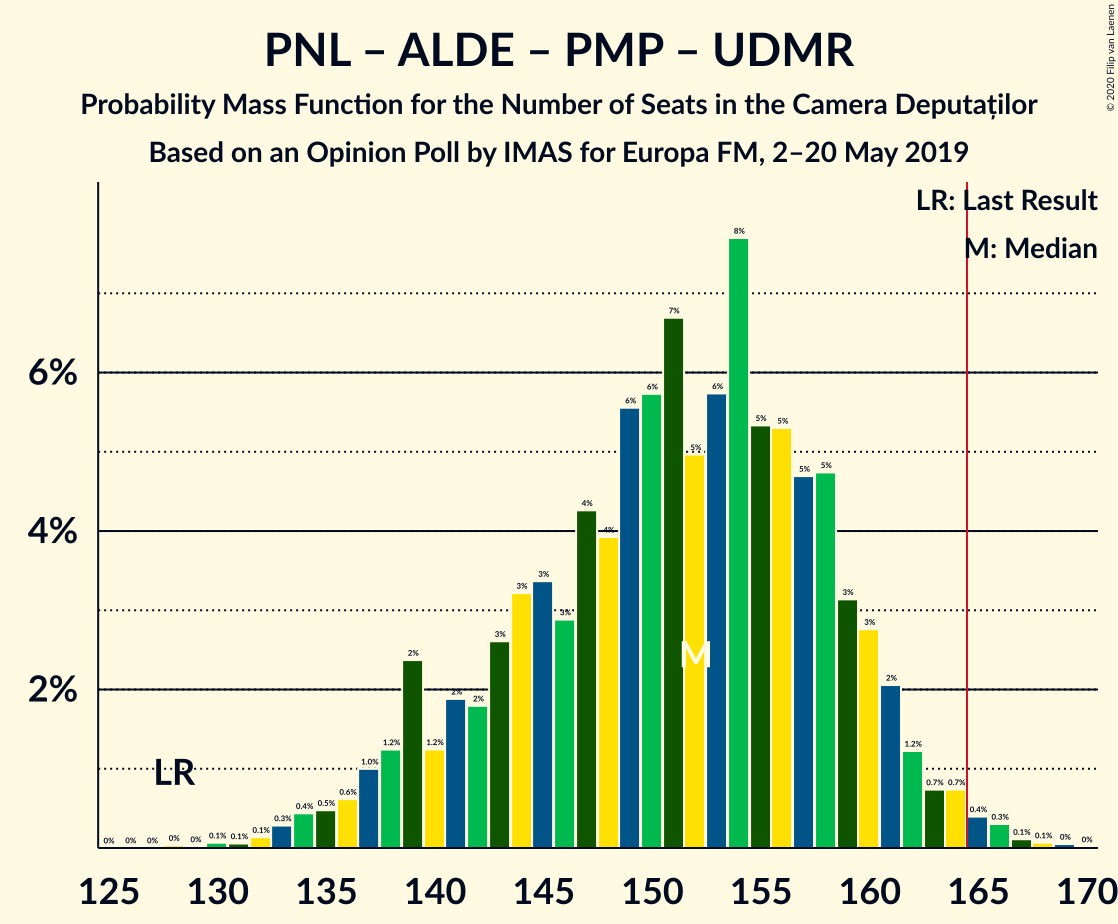 © 2020 Filip van Laenen
PNL – ALDE – PMP – UDMR
Probability Mass Function for the Number of Seats in the Camera Deputaților
Based on an Opinion Poll by IMAS for Europa FM, 2–20 May 2019
LR: Last Result
M: Median
8%
7%
6%
6% 6% 6%
5% 5% 5%
5% 5%
4%
4%
4%
3% 3% 3% 3%
3% 3%
M
2%
2%
2% 2% 2%
1.2% 1.2% 1.2%
1.0%
LR
0.7% 0.7%
0.6%
0.5%
0.4% 0.4%
0.3% 0.3%
0% 0% 0% 0% 0% 0.1% 0.1% 0.1% 0.1% 0.1% 0% 0%
125 130 135 140 145 150 155 160 165 170